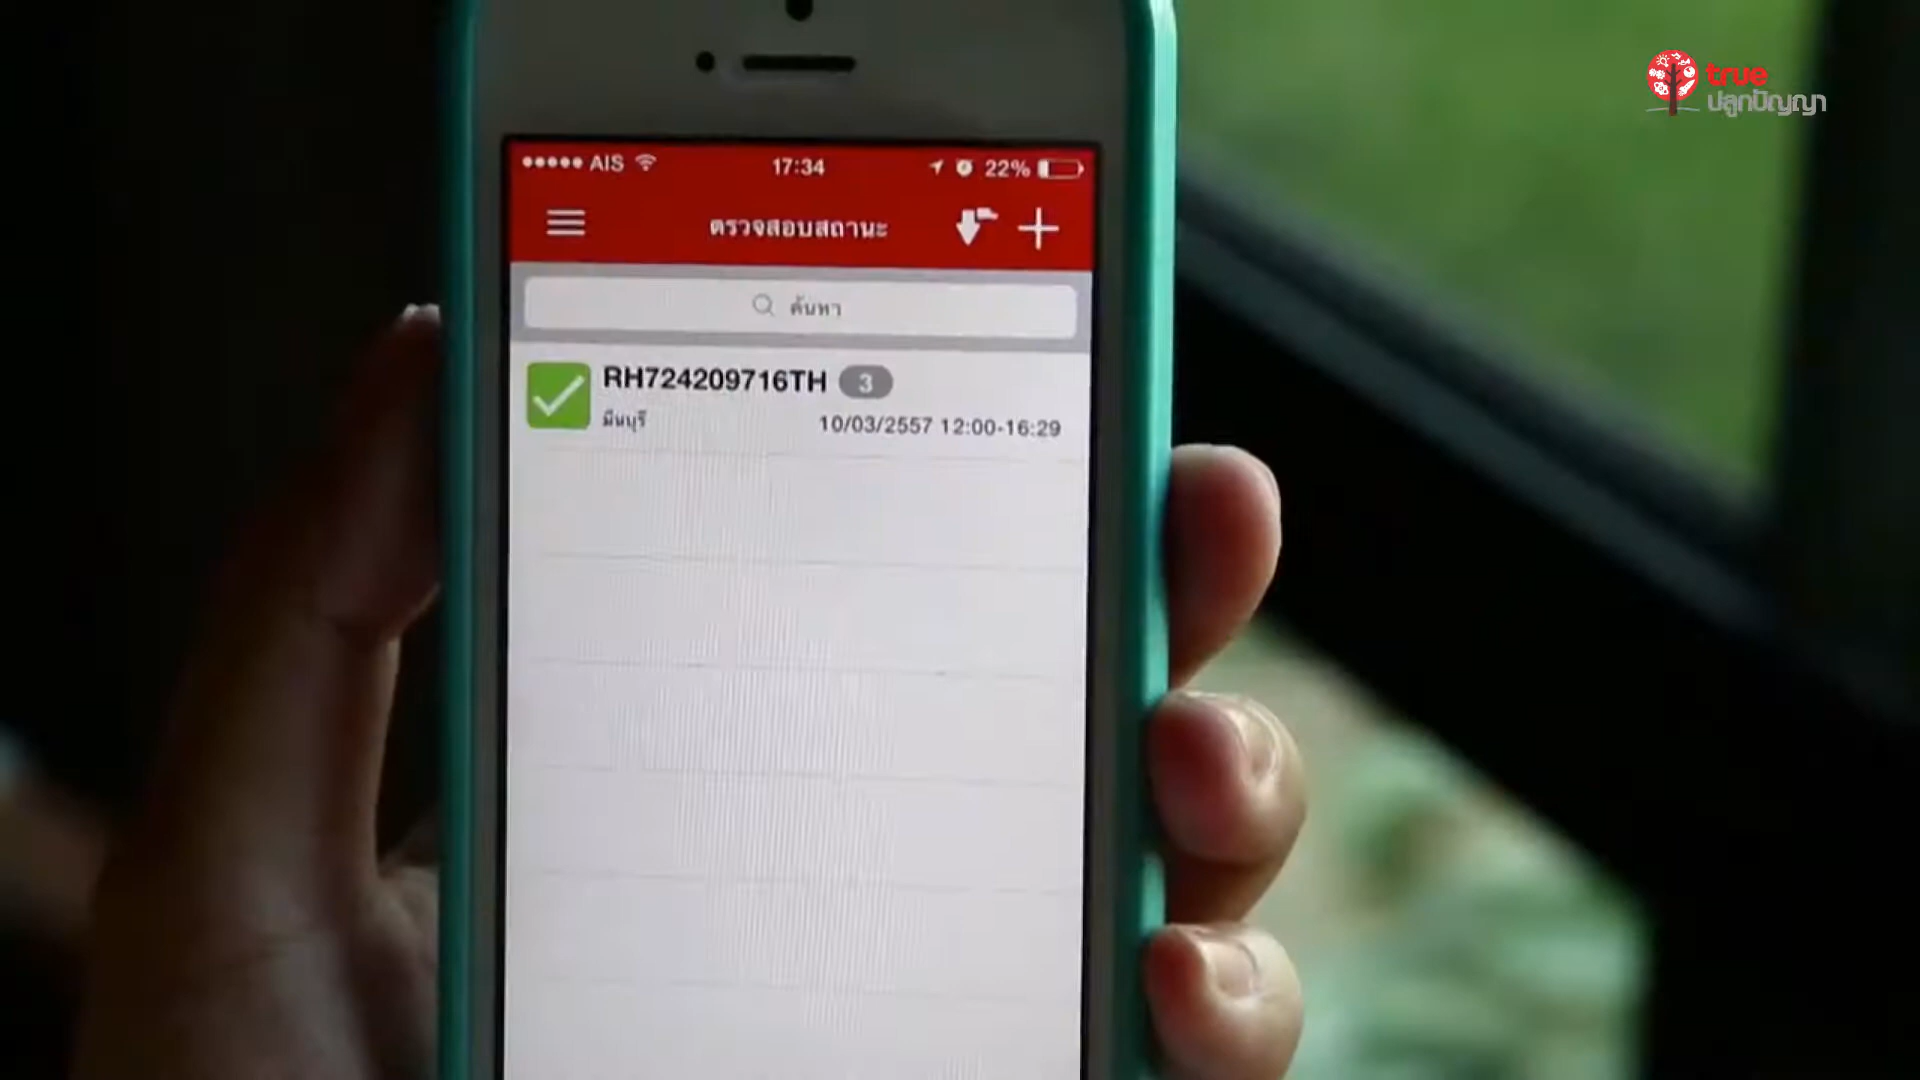 true
ปลูกปัญญา
AIS 17:34 22%
ตรวจสอบสถานะ
ค้นหา
RH724209716TH 3
มีนบุรี 10/03/2557 12:00-16:29